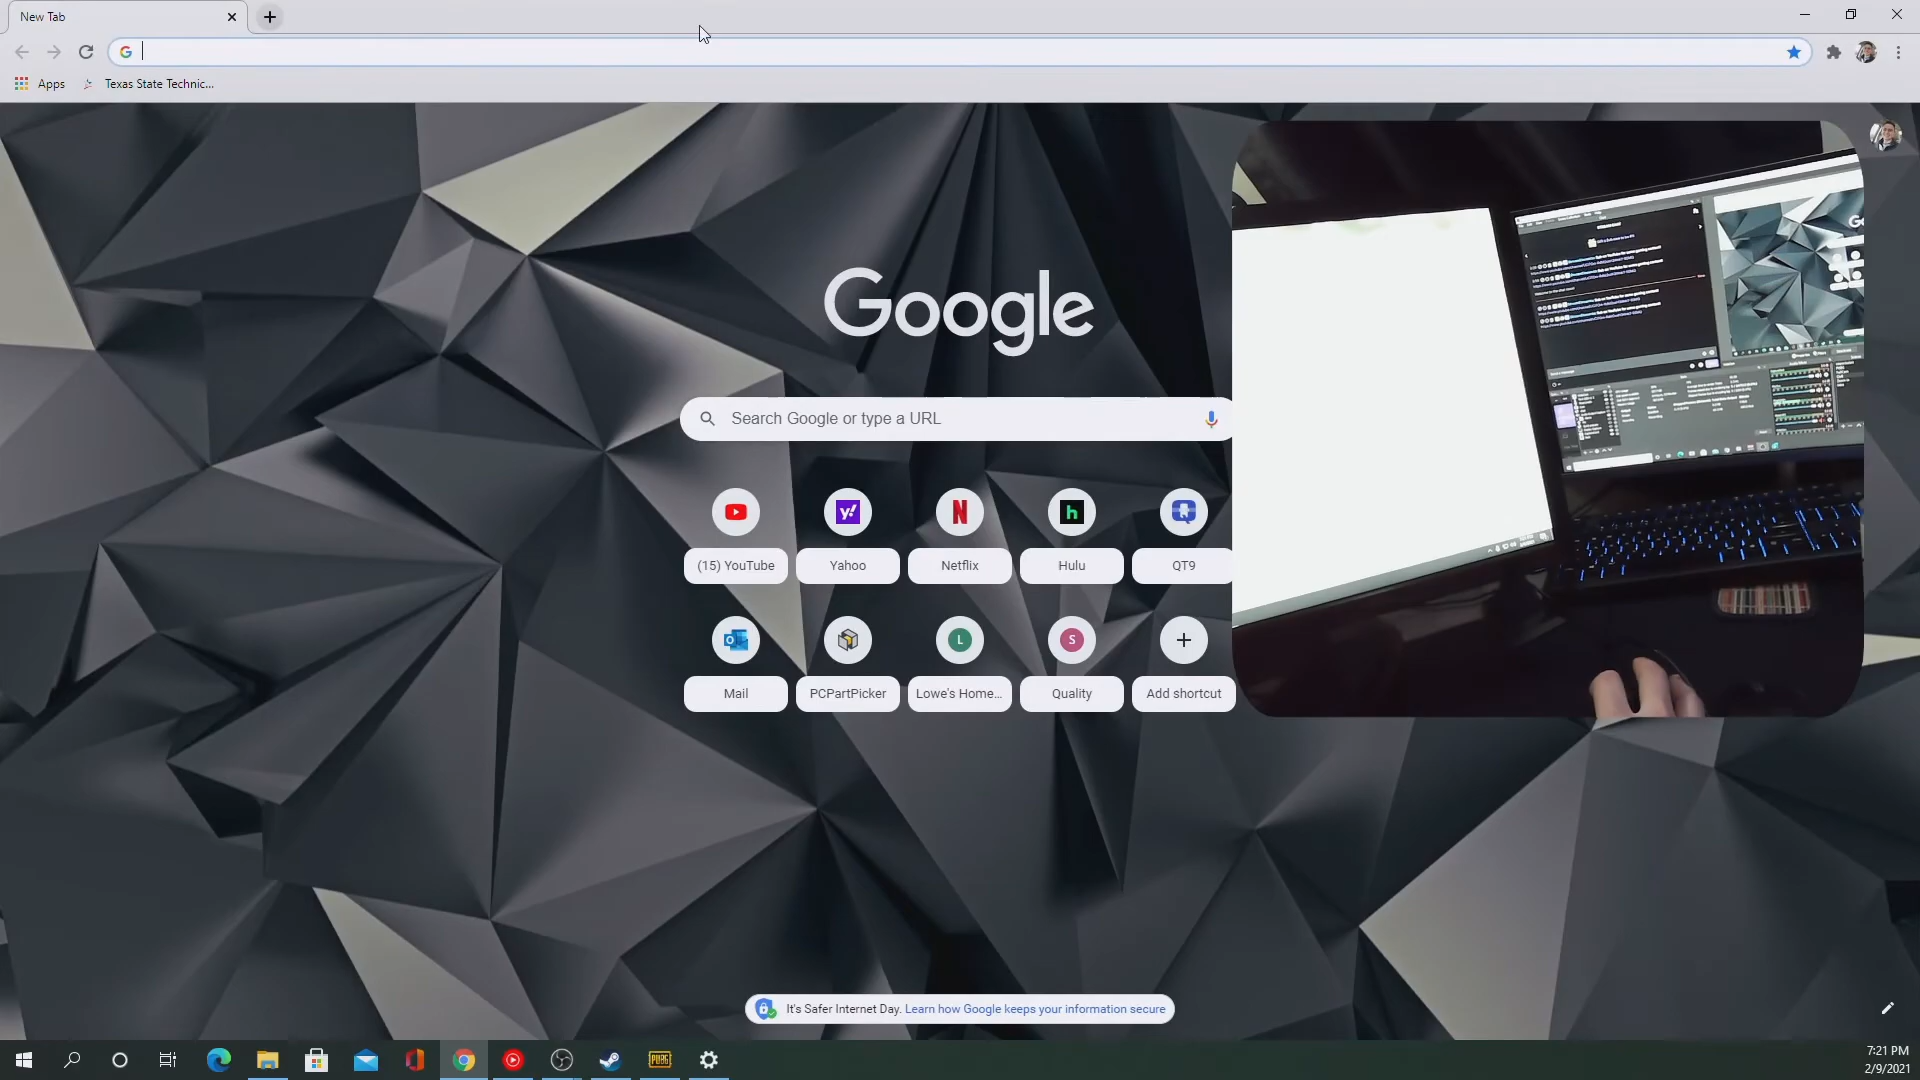 New Tab
Apps
Texas State Technic...
Google
Search Google or type a URL
(15) YouTube
Yahoo
Netflix
Hulu
QT9
Mail
PCPartPicker
Lowe's Home...
Quality
Add shortcut
It's Safer Internet Day. Learn how Google keeps your information secure
PUBG
7:21 PM
2/9/2021